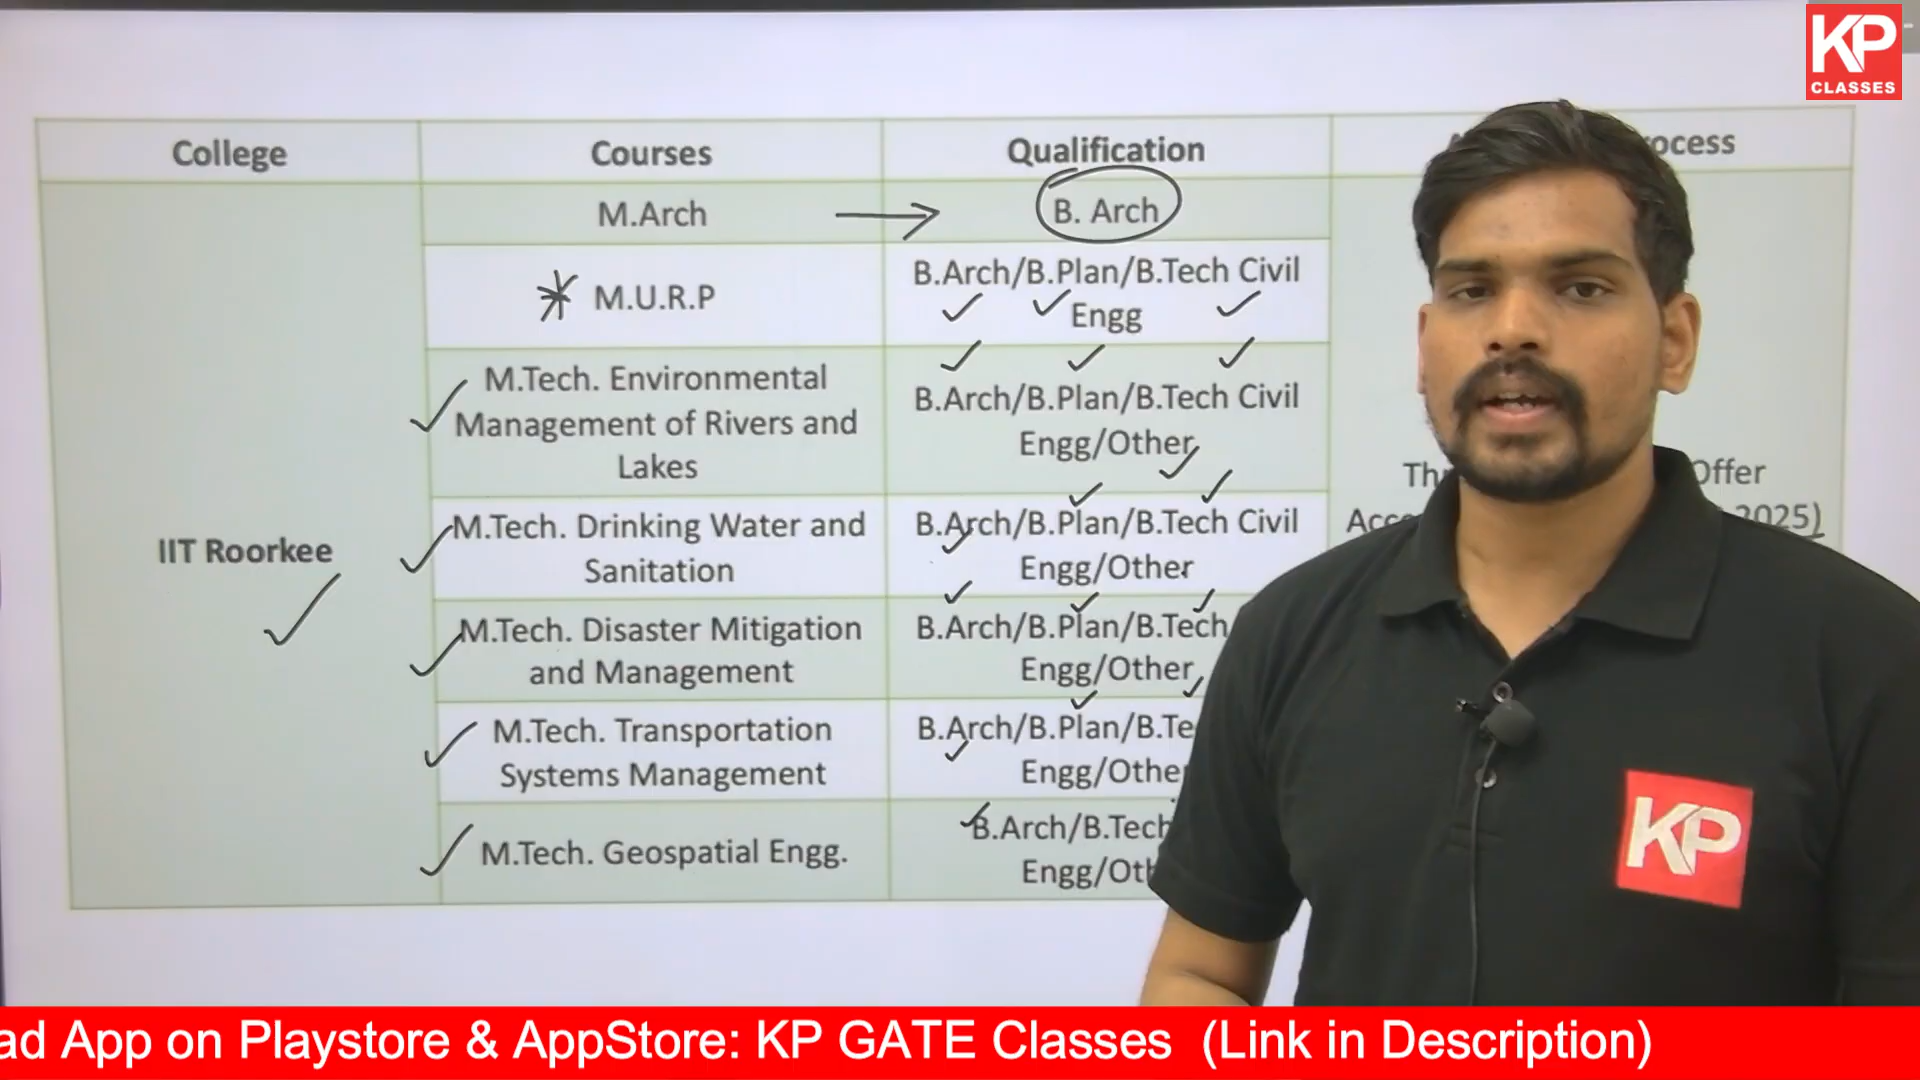 KP
CLASSES
College
Courses
Qualification
M.Arch
B. Arch
M.U.R.P
B.Arch/B.Plan/B.Tech Civil
Engg
M.Tech. Environmental
Management of Rivers and
Lakes
B.Arch/B.Plan/B.Tech Civil
Engg/Other
Offer
2025)
IIT Roorkee
M.Tech. Drinking Water and
Sanitation
B.Arch/B.Plan/B.Tech Civil
Engg/Other
M.Tech. Disaster Mitigation
and Management
B.Arch/B.Plan/B.Tech
Engg/Other
M.Tech. Transportation
Systems Management
B.Arch/B.Plan/B.Te
Engg/Other
M.Tech. Geospatial Engg.
B.Arch/B.Tech
Engg/Oth
KP
ad App on Playstore & AppStore: KP GATE Classes (Link in Description)